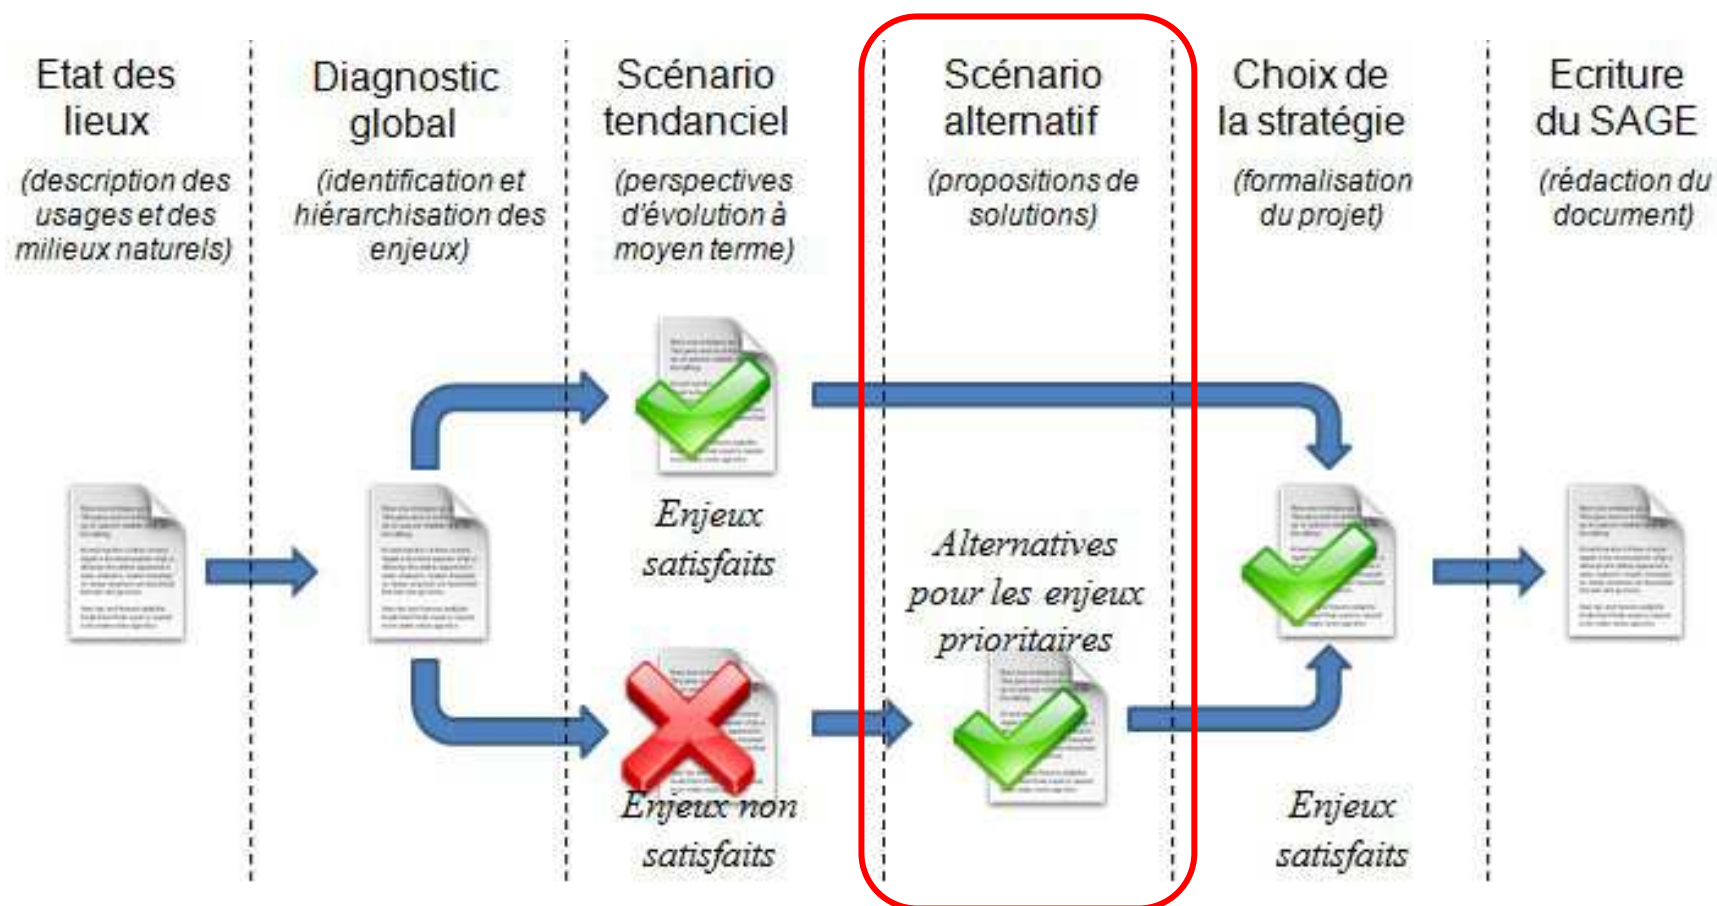 Etat des
lieux
(description des
usages et des
milieux naturels)
Diagnostic
global
(identification et
hiérarchisation des
enjeux)
Scénario
tendanciel
(perspectives
d'évolution à
moyen terme)
Scénario
alternatif
(propositions de
solutions)
Choix de
la stratégie
(formalisation
du projet)
Ecriture
du SAGE
(rédaction du
document)
Enjeux
satisfaits
Alternatives
pour les enjeux
prioritaires
Enjeux non
satisfaits
Enjeux
satisfaits